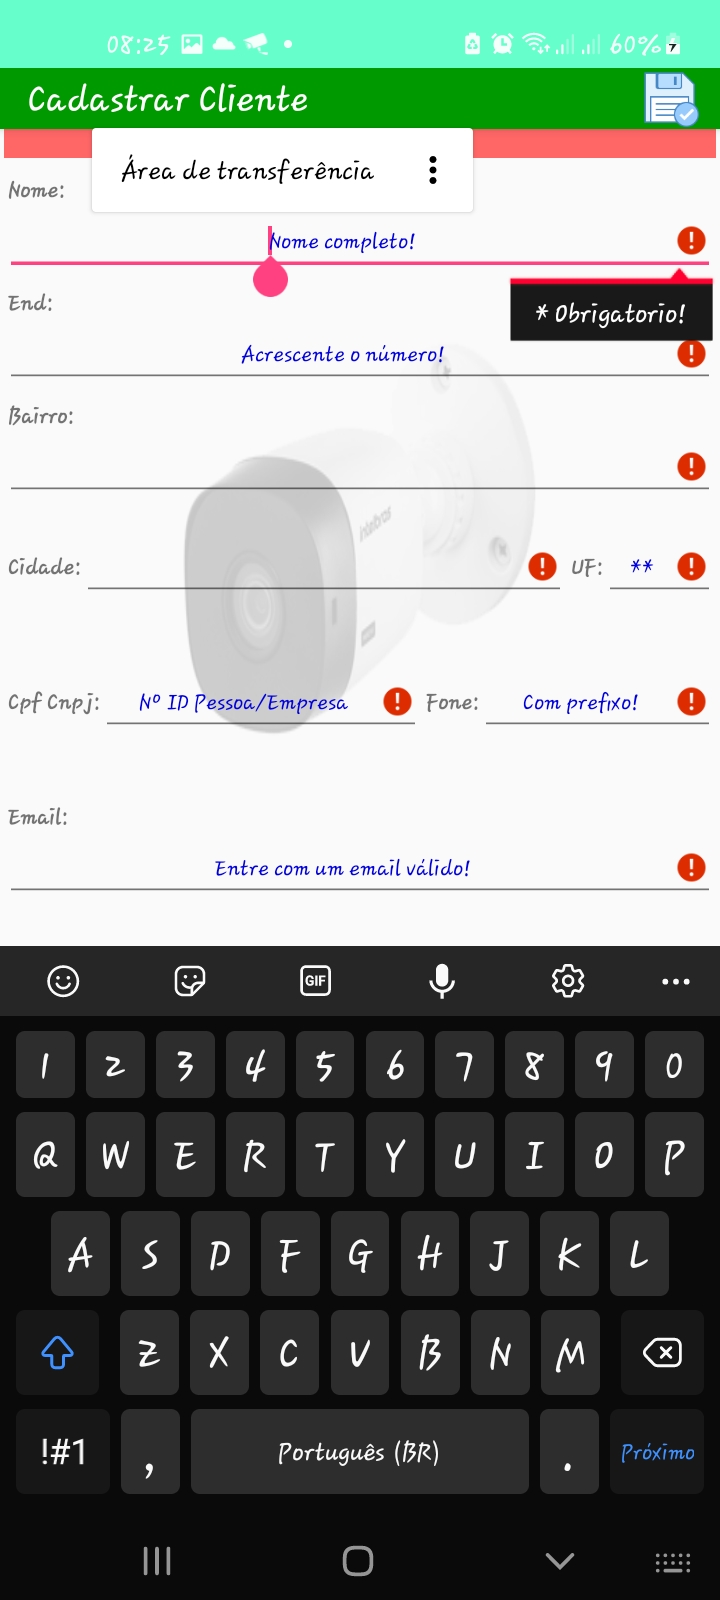 08:25 60%
Cadastrar Cliente
Área de transferência
Nome:
Nome completo!
End:
* Obrigatorio!
Acrescente o número!
Bairro:
intelbras
Cidade: UF: **
Cpf Cnpj: Nº ID Pessoa/Empresa Fone: Com prefixo!
Email:
Entre com um email válido!
GIF
1 2 3 4 5 6 7 8 9 0
Q W E R T Y U I O P
A S D F G H J K L
Z X C V B N M
!#1 , Português (BR) . Próximo